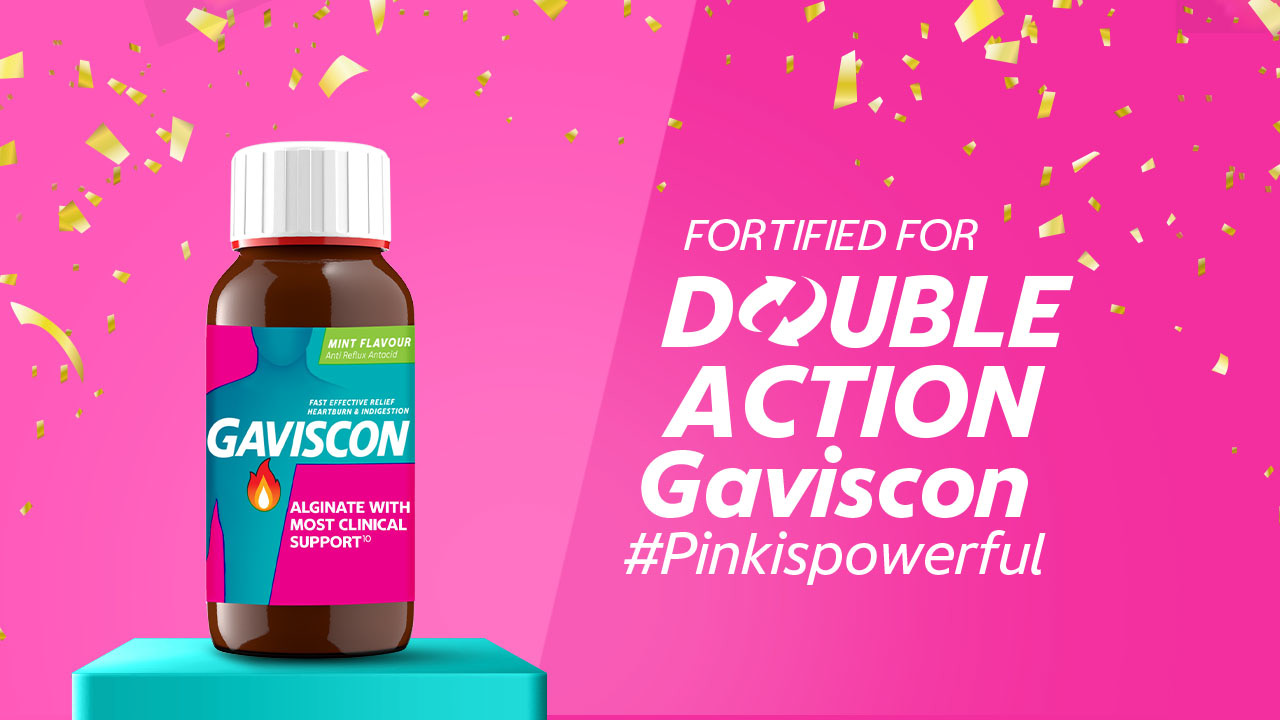 MINT FLAVOUR
Anti Reflux Antacid
FAST EFFECTIVE RELIEF
HEARTBURN & INDIGESTION
GAVISCON
ALGINATE WITH
MOST CLINICAL
SUPPORT¹⁰
FORTIFIED FOR
DOUBLE
ACTION
Gaviscon
#Pinkispowerful